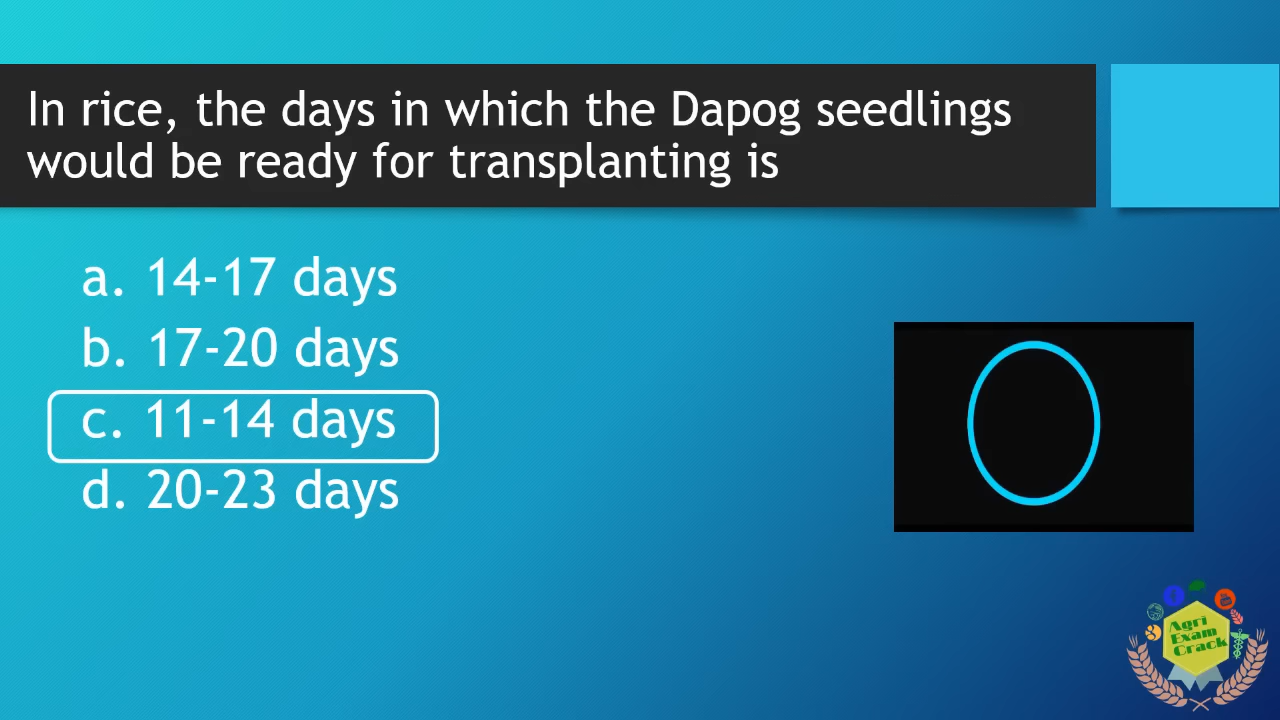 In rice, the days in which the Dapog seedlings
would be ready for transplanting is
a. 14-17 days
b. 17-20 days
c. 11-14 days
d. 20-23 days
Agri
Exam
Crack